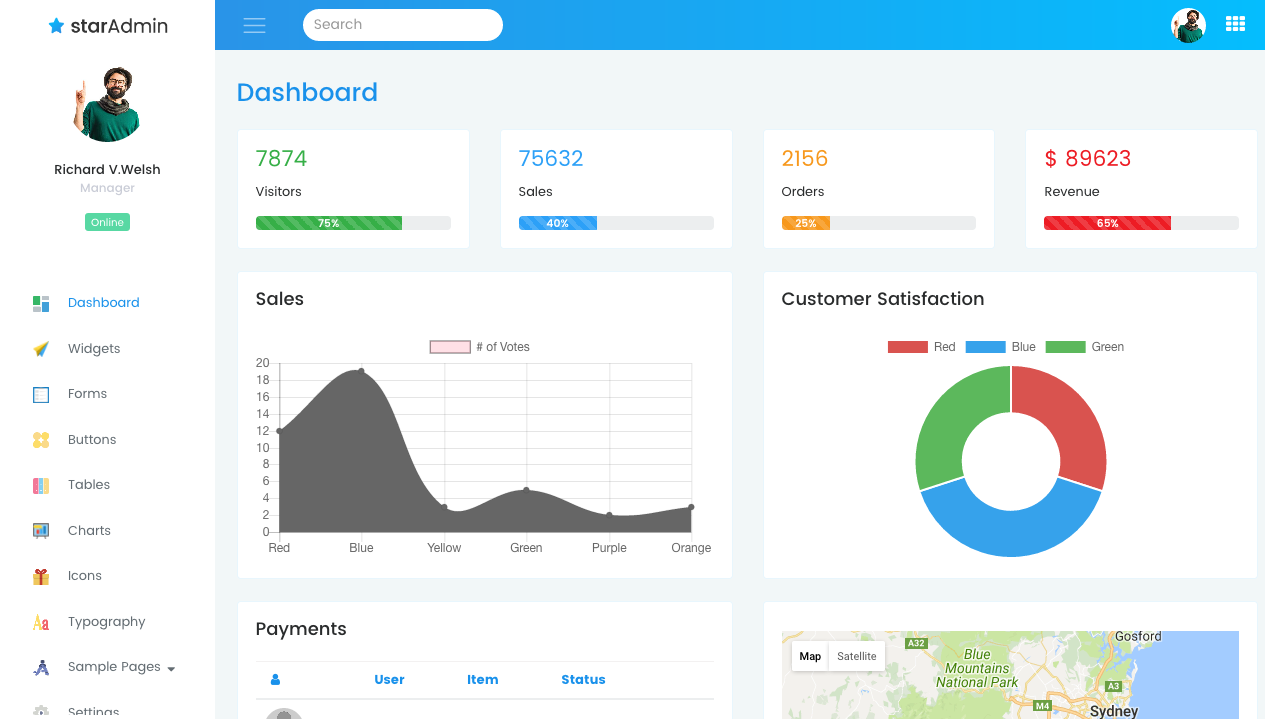 starAdmin
Search
Richard V.Welsh
Manager
Online
Dashboard
Widgets
Forms
Buttons
Tables
Charts
Icons
Typography
Sample Pages
Settings
Dashboard
7874
Visitors
75%
75632
Sales
40%
2156
Orders
25%
$ 89623
Revenue
65%
Sales
# of Votes
20
18
16
14
12
10
8
6
4
2
0
Red Blue Yellow Green Purple Orange
Customer Satisfaction
Red Blue Green
Payments
User Item Status
Map Satellite
A32
Gosford
Blue
Mountains
National Park
A3
M4
Sydney